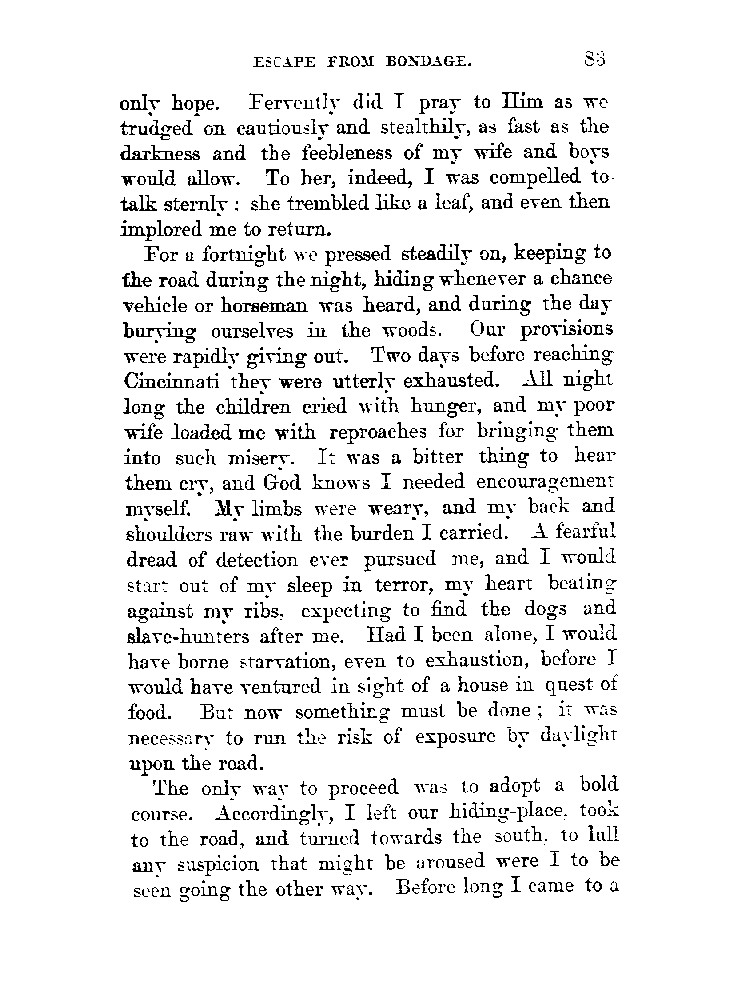 ESCAPE FROM BONDAGE. 83
only hope. Fervently did I pray to Him as we
trudged on cautiously and stealthily, as fast as the
darkness and the feebleness of my wife and boys
would allow. To her, indeed, I was compelled to
talk sternly; she trembled like a leaf, and even then
implored me to return.
For a fortnight we pressed steadily on, keeping to
the road during the night, hiding whenever a chance
vehicle or horseman was heard, and during the day
burying ourselves in the woods. Our provisions
were rapidly giving out. Two days before reaching
Cincinnati they were utterly exhausted. All night
long the children cried with hunger, and my poor
wife loaded me with reproaches for bringing them
into such misery. It was a bitter thing to hear
them cry, and God knows I needed encouragement
myself. My limbs were weary, and my back and
shoulders raw with the burden I carried. A fearful
dread of detection ever pursued me, and I would
start out of my sleep in terror, my heart beating
against my ribs, expecting to find the dogs and
slave-hunters after me. Had I been alone, I would
have borne starvation, even to exhaustion, before I
would have ventured in sight of a house in quest of
food. But now something must be done; it was
necessary to run the risk of exposure by daylight
upon the road.
The only way to proceed was to adopt a bold
course. Accordingly, I left our hiding-place, took
to the road, and turned towards the south, to lull
any suspicion that might be aroused were I to be
seen going the other way. Before long I came to a